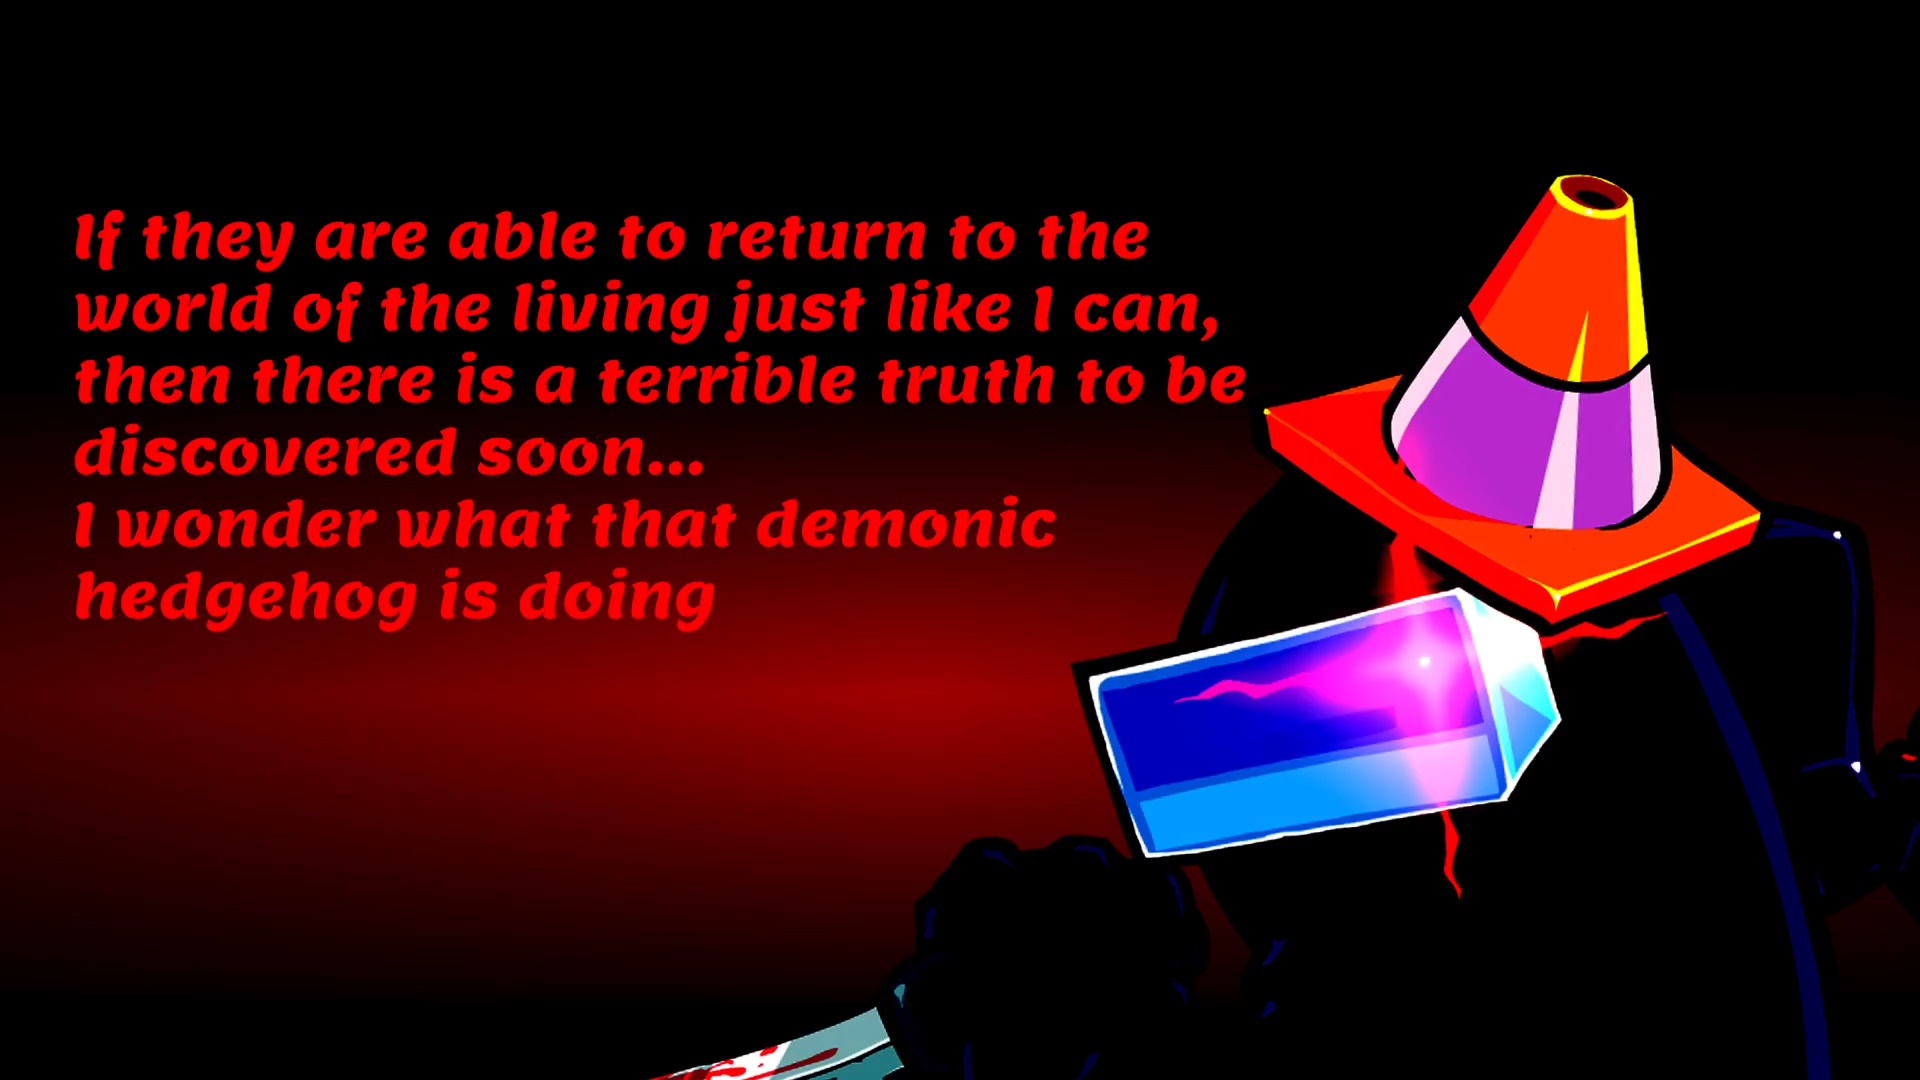 If they are able to return to the
world of the living just like I can,
then there is a terrible truth to be
discovered soon...
I wonder what that demonic
hedgehog is doing